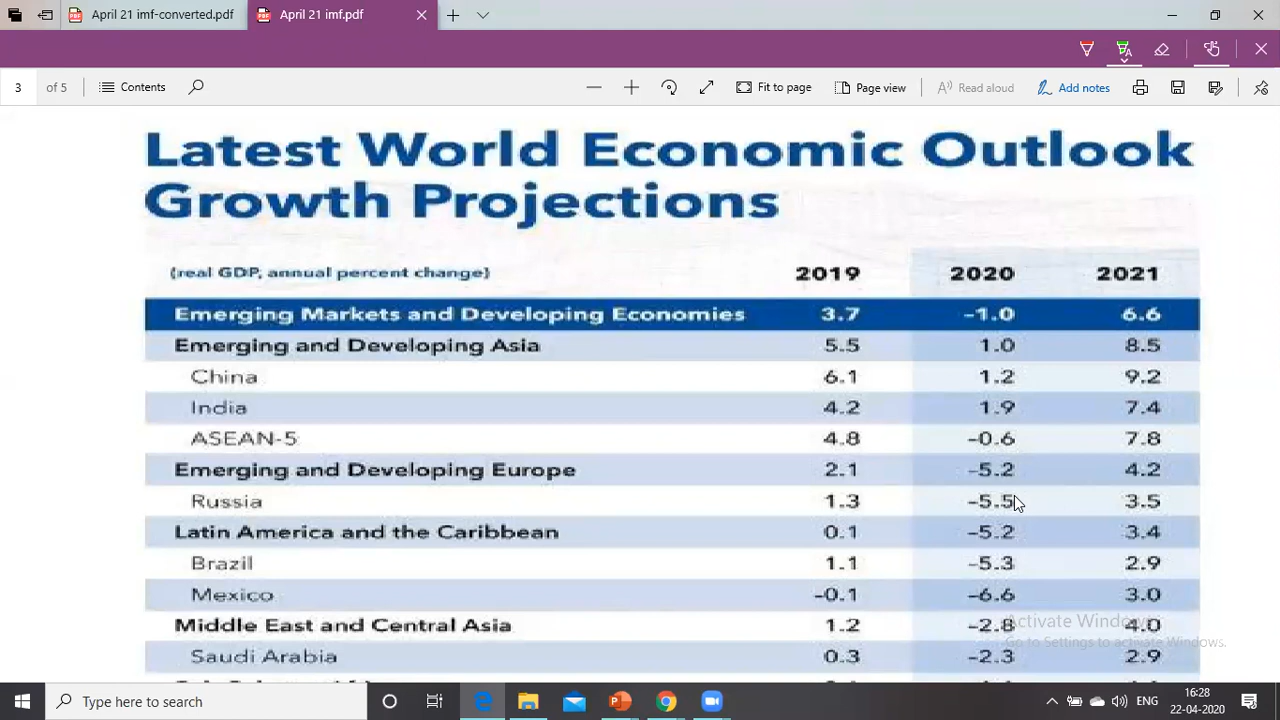 April 21 imf-converted.pdf
April 21 imf.pdf
3 of 5 Contents Fit to page Page view Read aloud Add notes
Latest World Economic Outlook
Growth Projections
(real GDP, annual percent change) 2019 2020 2021
Emerging Markets and Developing Economies 3.7 –1.0 6.6
Emerging and Developing Asia 5.5 1.0 8.5
China 6.1 1.2 9.2
India 4.2 1.9 7.4
ASEAN-5 4.8 –0.6 7.8
Emerging and Developing Europe 2.1 –5.2 4.2
Russia 1.3 –5.5 3.5
Latin America and the Caribbean 0.1 –5.2 3.4
Brazil 1.1 –5.3 2.9
Mexico –0.1 –6.6 3.0
Middle East and Central Asia 1.2 –2.8 4.0
Activate Windows
Go to Settings to activate Windows.
Saudi Arabia 0.3 –2.3 2.9
Type here to search
ENG
16:28
22-04-2020